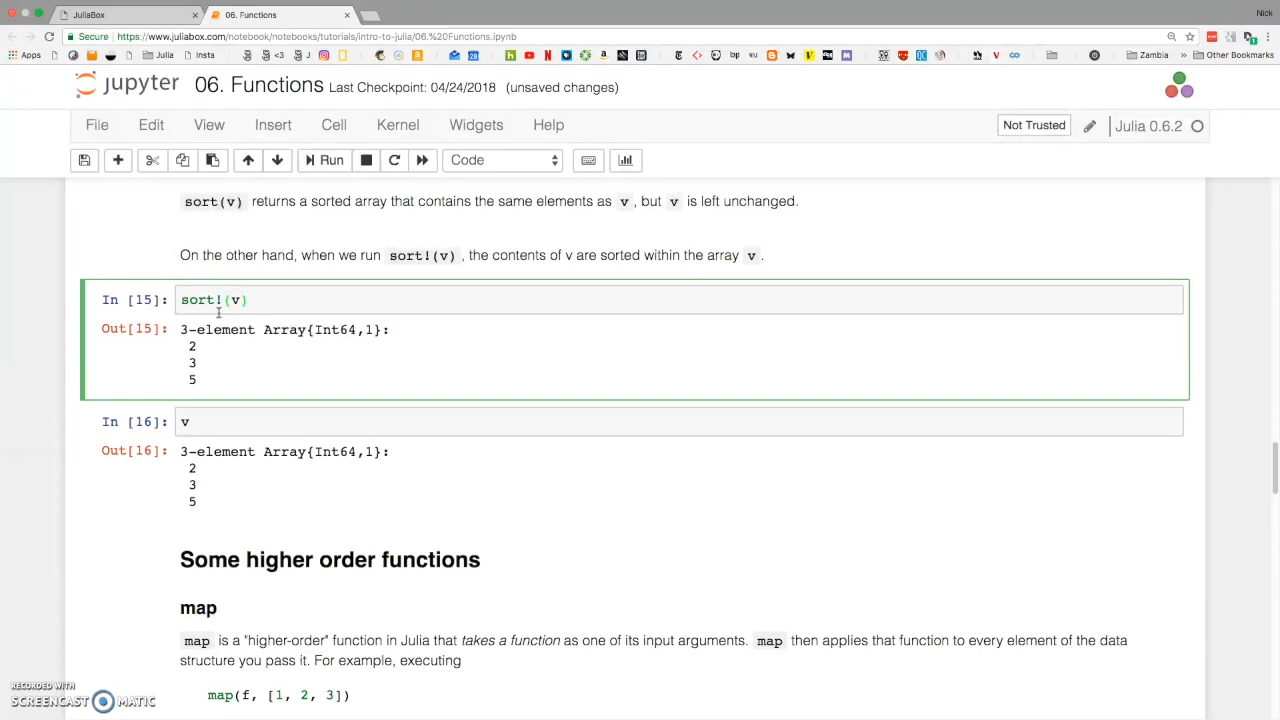 JuliaBox
06. Functions
Nick
Secure https://www.juliabox.com/notebook/notebooks/tutorials/intro-to-julia/06.%20Functions.ipynb
Apps Julia Insta <3 J Zambia » Other Bookmarks
jupyter 06. Functions Last Checkpoint: 04/24/2018 (unsaved changes)
File Edit View Insert Cell Kernel Widgets Help Not Trusted Julia 0.6.2
Run Code
sort(v) returns a sorted array that contains the same elements as v, but v is left unchanged.
On the other hand, when we run sort!(v), the contents of v are sorted within the array v.
In [15]: sort!(v)
Out[15]: 3-element Array{Int64,1}:
2
3
5
In [16]: v
Out[16]: 3-element Array{Int64,1}:
2
3
5
Some higher order functions
map
map is a "higher-order" function in Julia that takes a function as one of its input arguments. map then applies that function to every element of the data
structure you pass it. For example, executing
map(f, [1, 2, 3])
RECORDED WITH
SCREENCAST MATIC